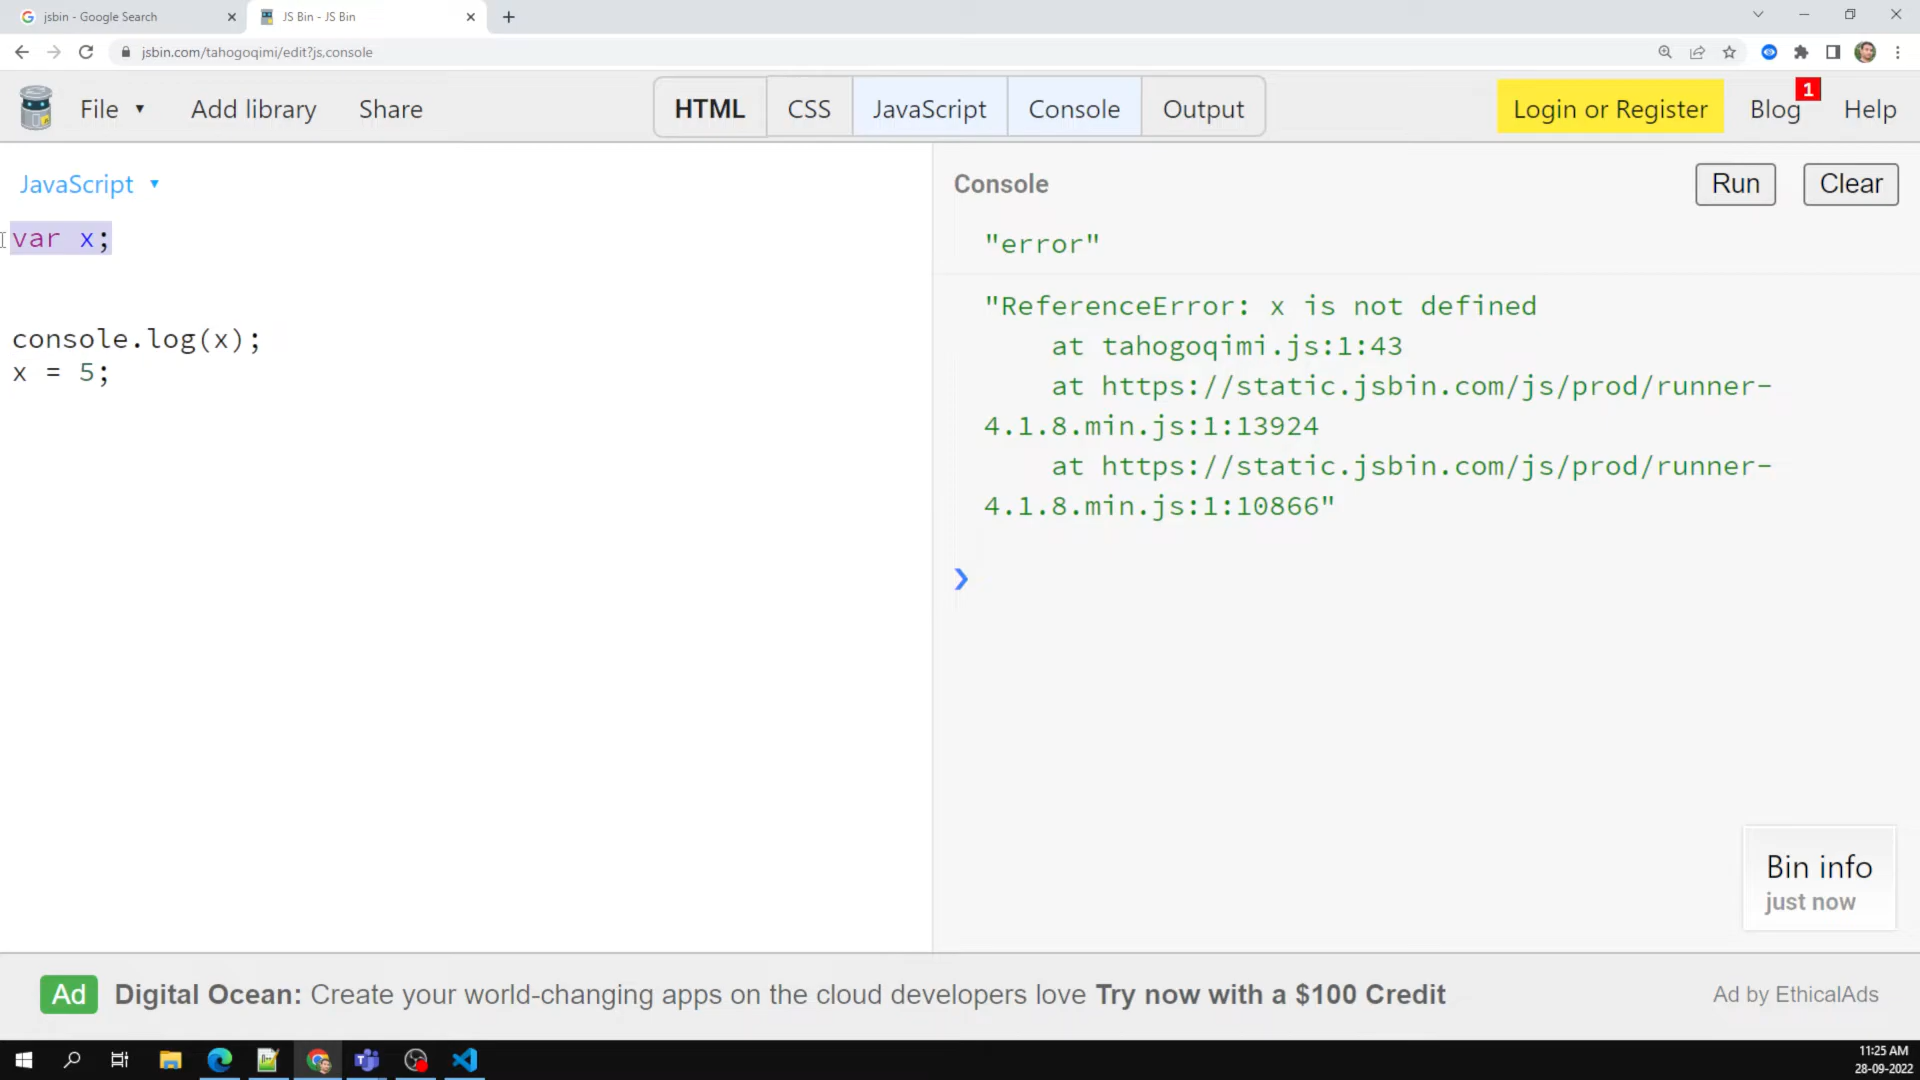 jsbin - Google Search
JS Bin - JS Bin
jsbin.com/tahogoqimi/edit?js,console
File
Add library
Share
HTML
CSS
JavaScript
Console
Output
Login or Register
Blog
1
Help
JavaScript
var x;
console.log(x);
x = 5;
Console
Run
Clear
"error"
"ReferenceError: x is not defined
at tahogoqimi.js:1:43
at https://static.jsbin.com/js/prod/runner-
4.1.8.min.js:1:13924
at https://static.jsbin.com/js/prod/runner-
4.1.8.min.js:1:10866"
Bin info
just now
Ad
Digital Ocean: Create your world-changing apps on the cloud developers love Try now with a $100 Credit
Ad by EthicalAds
11:25 AM
28-09-2022